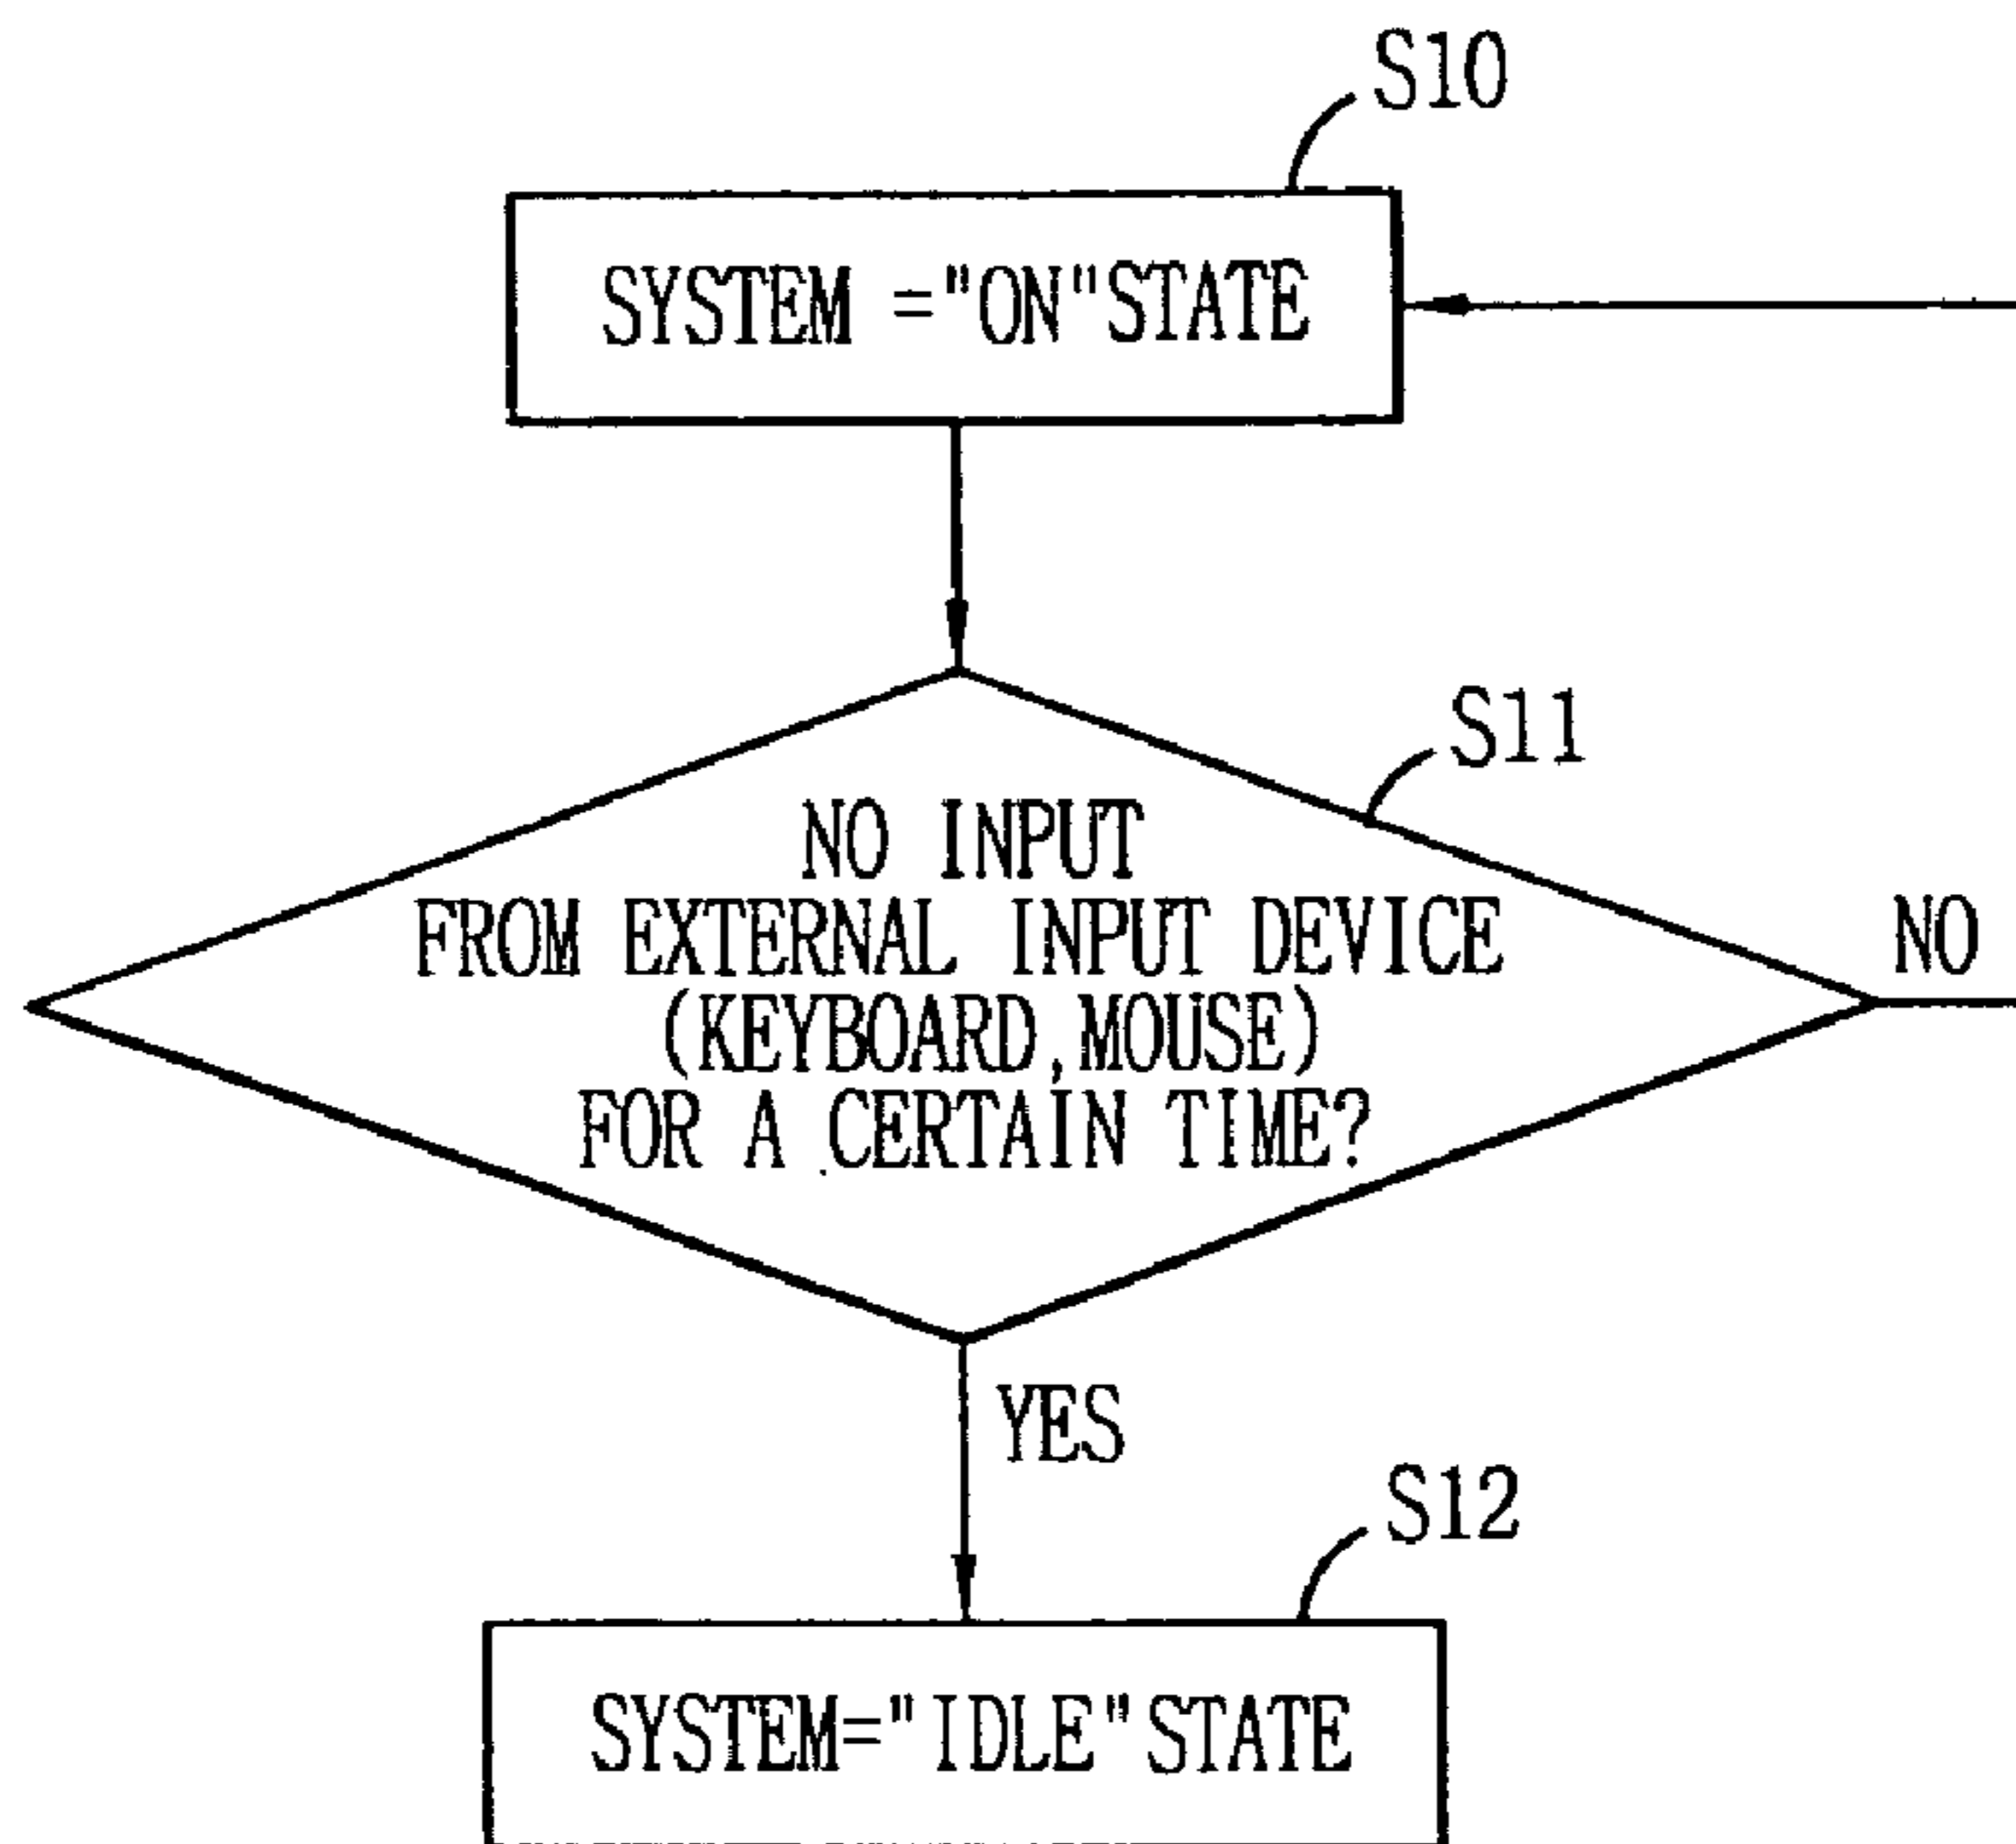 S10
SYSTEM ="ON"STATE
S11
NO INPUT
FROM EXTERNAL INPUT DEVICE
(KEYBOARD,MOUSE)
FOR A CERTAIN TIME?
NO
YES
S12
SYSTEM="IDLE"STATE